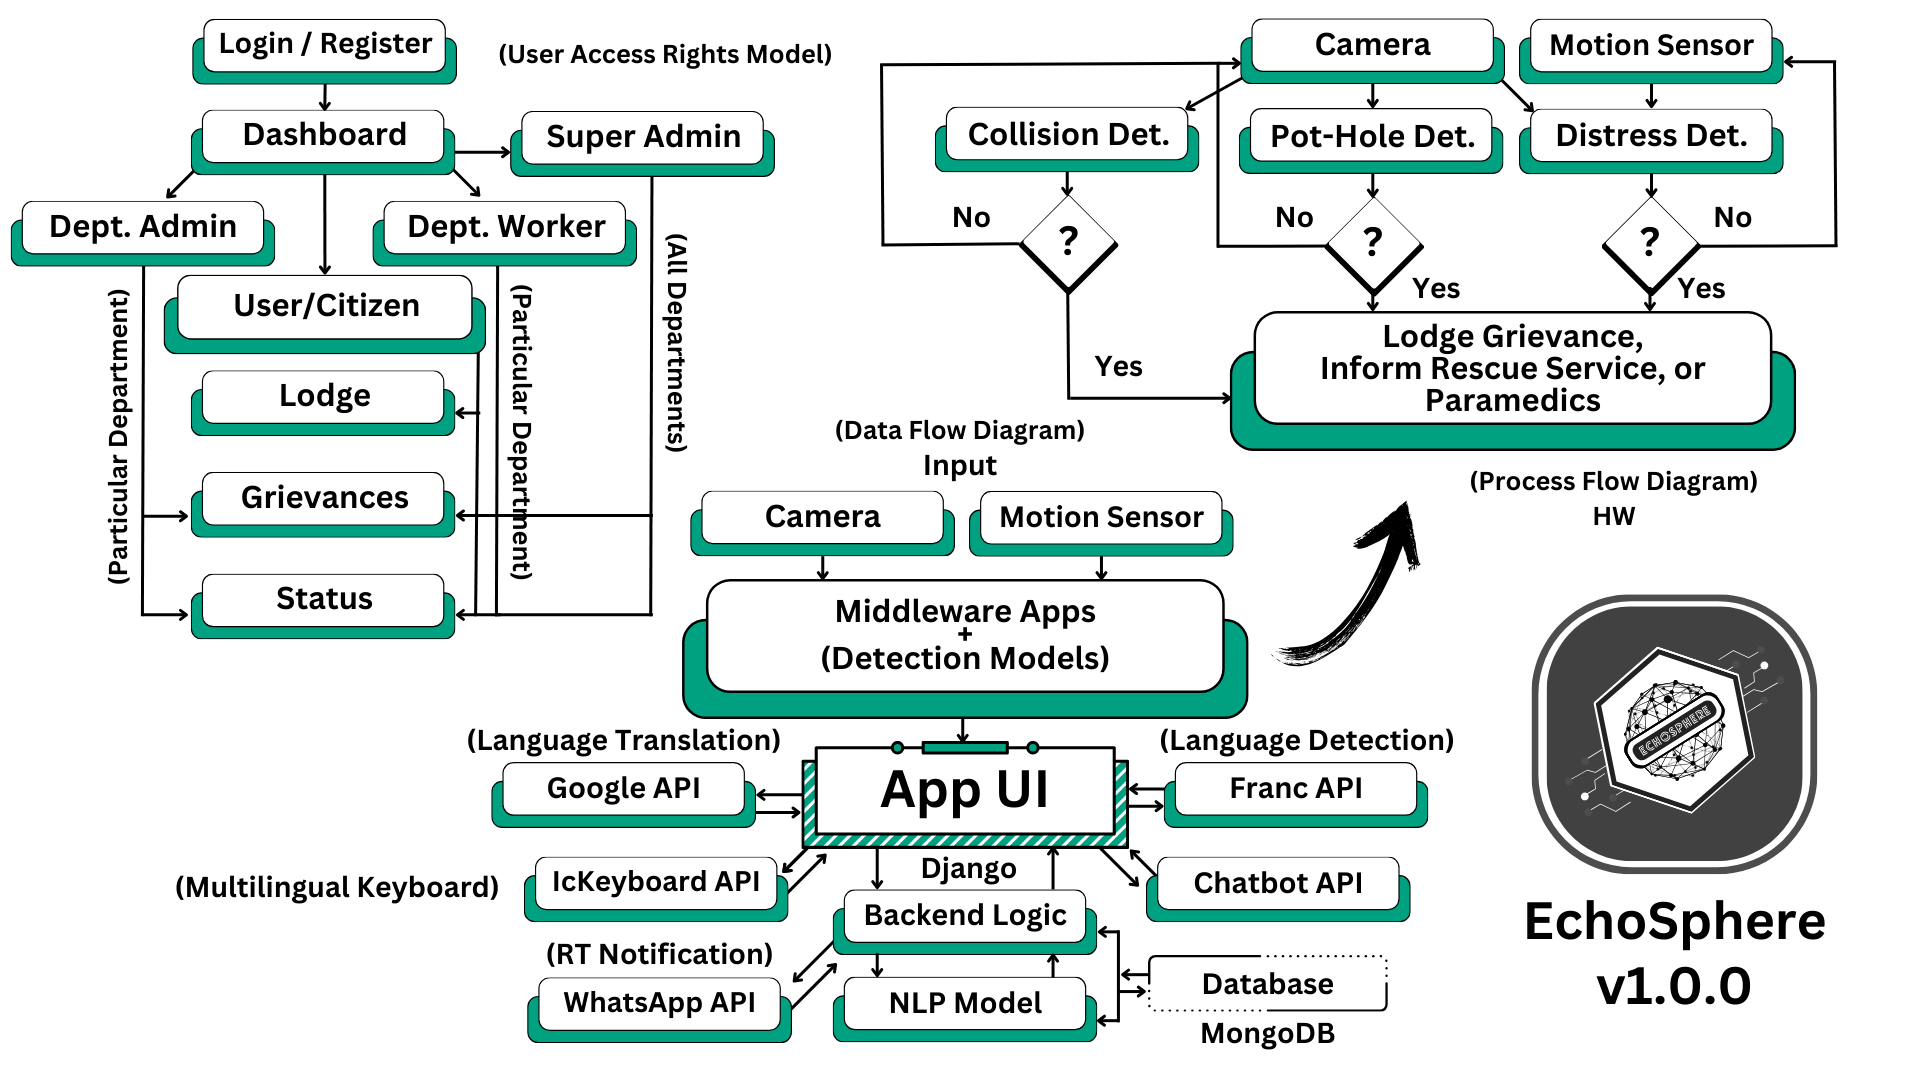 Login / Register
(User Access Rights Model)
Dashboard
Super Admin
Dept. Admin
Dept. Worker
User/Citizen
Lodge
Grievances
Status
(Particular Department)
(Particular Department)
(All Departments)
Camera
Motion Sensor
Collision Det.
Pot-Hole Det.
Distress Det.
No
?
No
?
?
No
Yes
Yes
Yes
Lodge Grievance,
Inform Rescue Service, or
Paramedics
(Process Flow Diagram)
HW
(Data Flow Diagram)
Input
Camera
Motion Sensor
Middleware Apps
+
(Detection Models)
(Language Translation)
(Language Detection)
Google API
App UI
Franc API
(Multilingual Keyboard)
IcKeyboard API
Django
Chatbot API
Backend Logic
(RT Notification)
WhatsApp API
NLP Model
Database
MongoDB
ECHOSPHERE
EchoSphere
v1.0.0